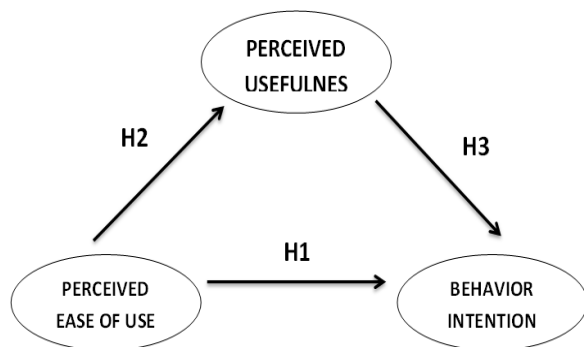 PERCEIVED
USEFULNES
H2
H3
H1
PERCEIVED
EASE OF USE
BEHAVIOR
INTENTION